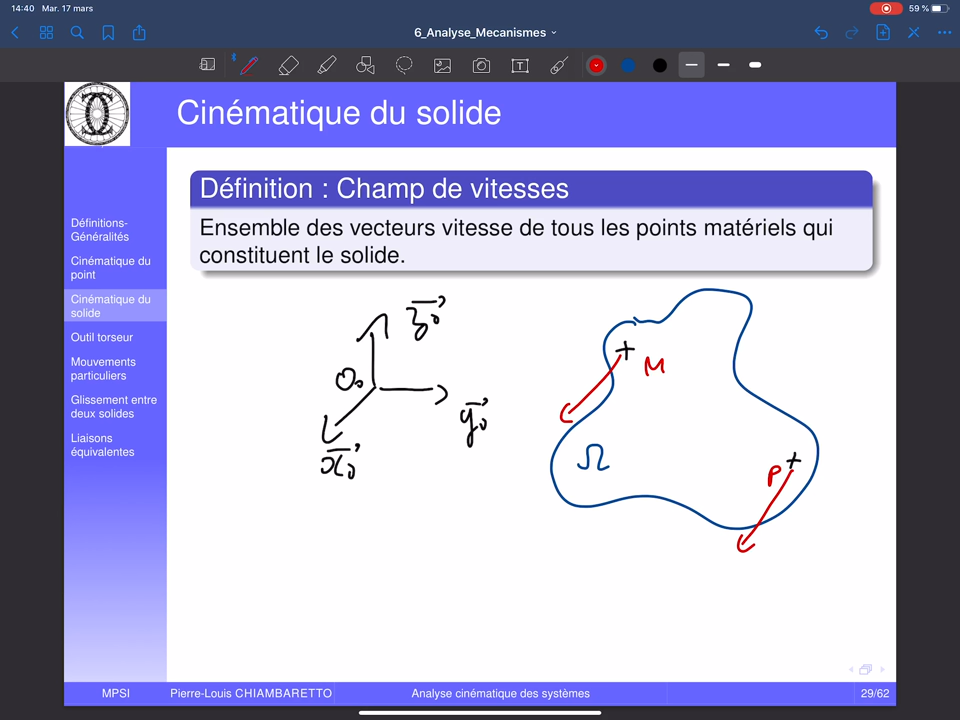 14:40 Mar. 17 mars
59 %
6_Analyse_Mecanismes
T
Cinématique du solide
Définitions-
Généralités
Cinématique du
point
Cinématique du
solide
Outil torseur
Mouvements
particuliers
Glissement entre
deux solides
Liaisons
équivalentes
Définition : Champ de vitesses
Ensemble des vecteurs vitesse de tous les points matériels qui
constituent le solide.
z₀
O₀
y₀
x₀
M
Ω
P
MPSI
Pierre-Louis CHIAMBARETTO
Analyse cinématique des systèmes
29/62